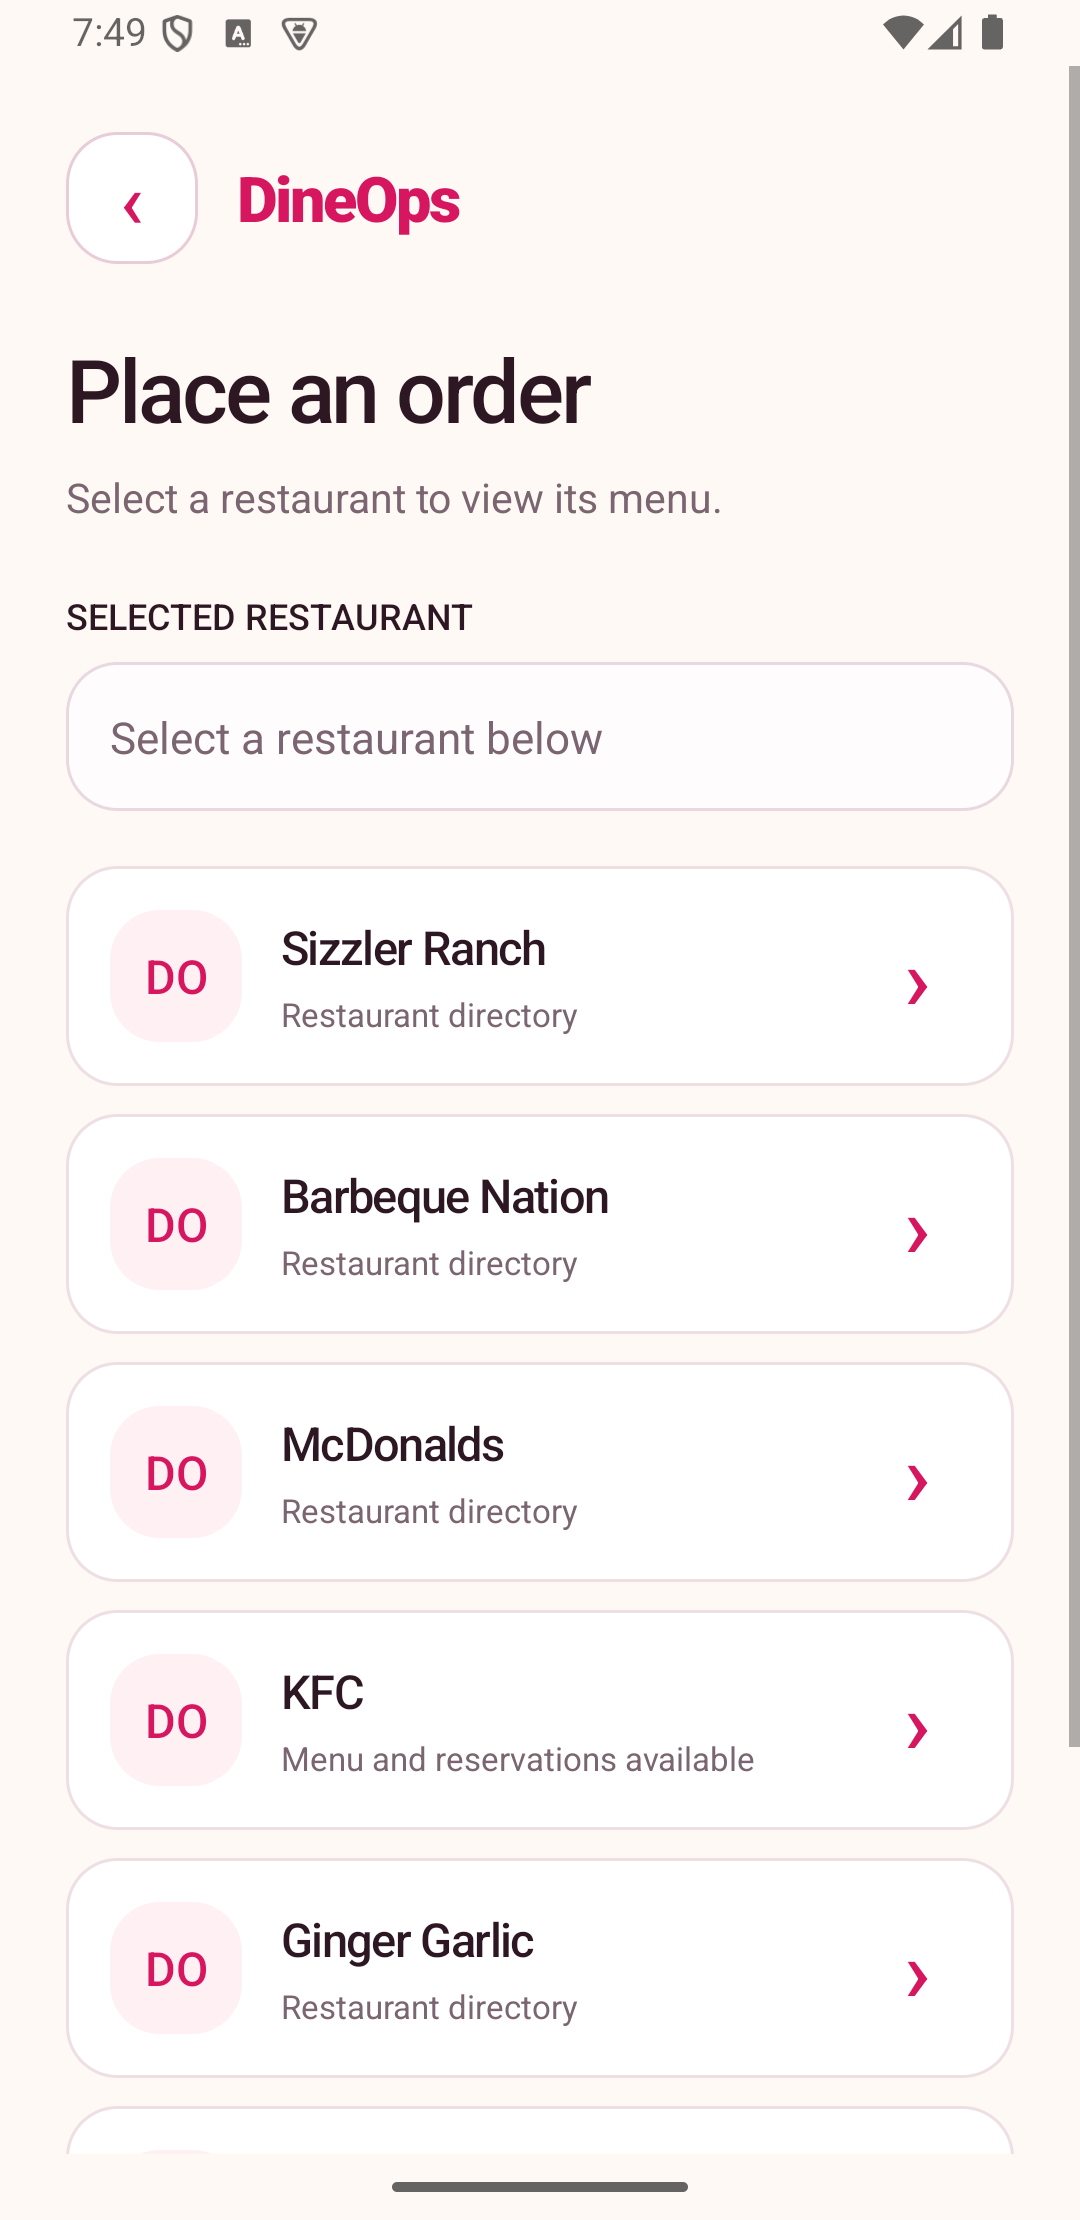 7:49
‹
DineOps
Place an order
Select a restaurant to view its menu.
SELECTED RESTAURANT
Select a restaurant below
DO
Sizzler Ranch
Restaurant directory
›
DO
Barbeque Nation
Restaurant directory
›
DO
McDonalds
Restaurant directory
›
DO
KFC
Menu and reservations available
›
DO
Ginger Garlic
Restaurant directory
›